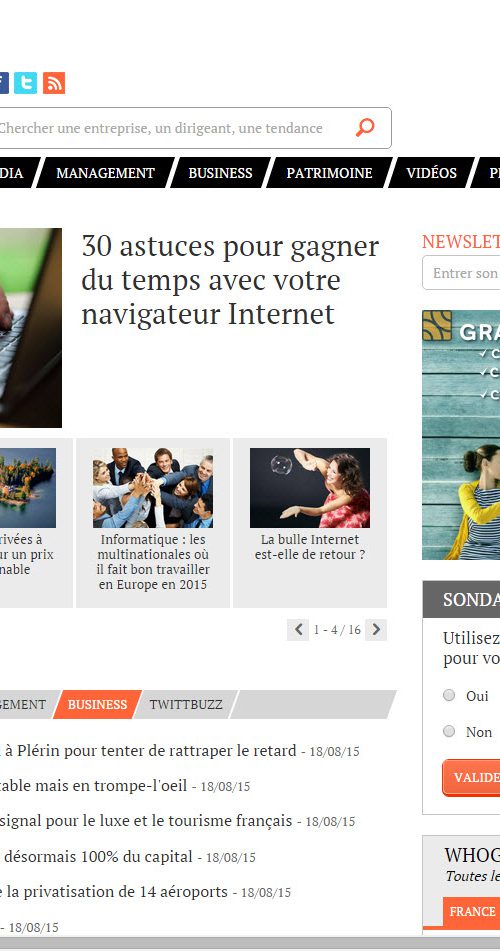 Chercher une entreprise, un dirigeant, une tendance
DIA MANAGEMENT BUSINESS PATRIMOINE VIDÉOS P
30 astuces pour gagner
du temps avec votre
navigateur Internet
NEWSLET
Entrer son
GRA
rivées à
ur un prix
nable
Informatique : les
multinationales où
il fait bon travailler
en Europe en 2015
La bulle Internet
est-elle de retour ?
1 - 4 / 16
SONDA
Utilisez
pour vo
Oui
Non
VALIDE
GEMENT BUSINESS TWITTBUZZ
à Plérin pour tenter de rattraper le retard - 18/08/15
table mais en trompe-l'oeil - 18/08/15
signal pour le luxe et le tourisme français - 18/08/15
désormais 100% du capital - 18/08/15
e la privatisation de 14 aéroports - 18/08/15
- 18/08/15
WHOG
Toutes le
FRANCE